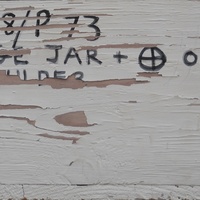 8/P 73
GE JAR + ⊕ O
ULDER